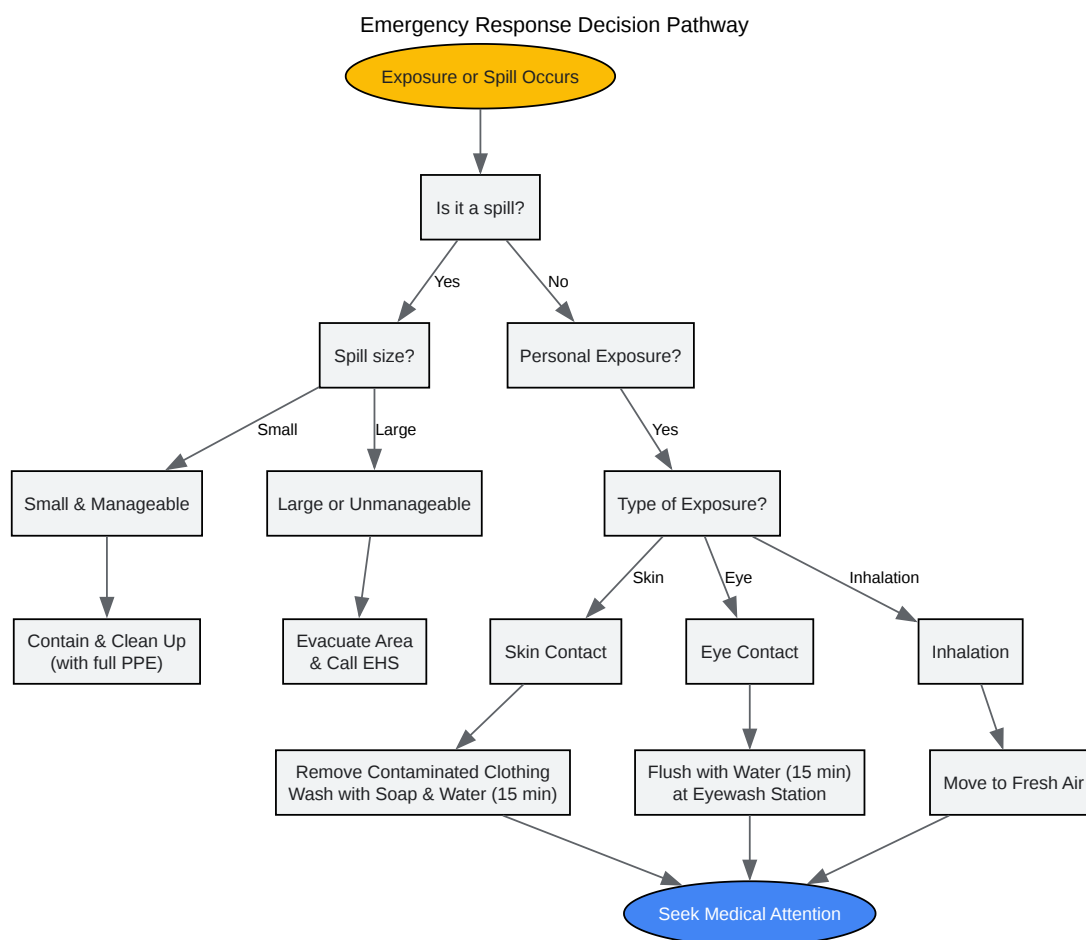 Emergency Response Decision Pathway
Exposure or Spill Occurs
Is it a spill?
Yes
No
Spill size?
Personal Exposure?
Small
Large
Yes
Small & Manageable
Large or Unmanageable
Type of Exposure?
Skin
Eye
Inhalation
Contain & Clean Up
(with full PPE)
Evacuate Area
& Call EHS
Skin Contact
Eye Contact
Inhalation
Remove Contaminated Clothing
Wash with Soap & Water (15 min)
Flush with Water (15 min)
at Eyewash Station
Move to Fresh Air
Seek Medical Attention